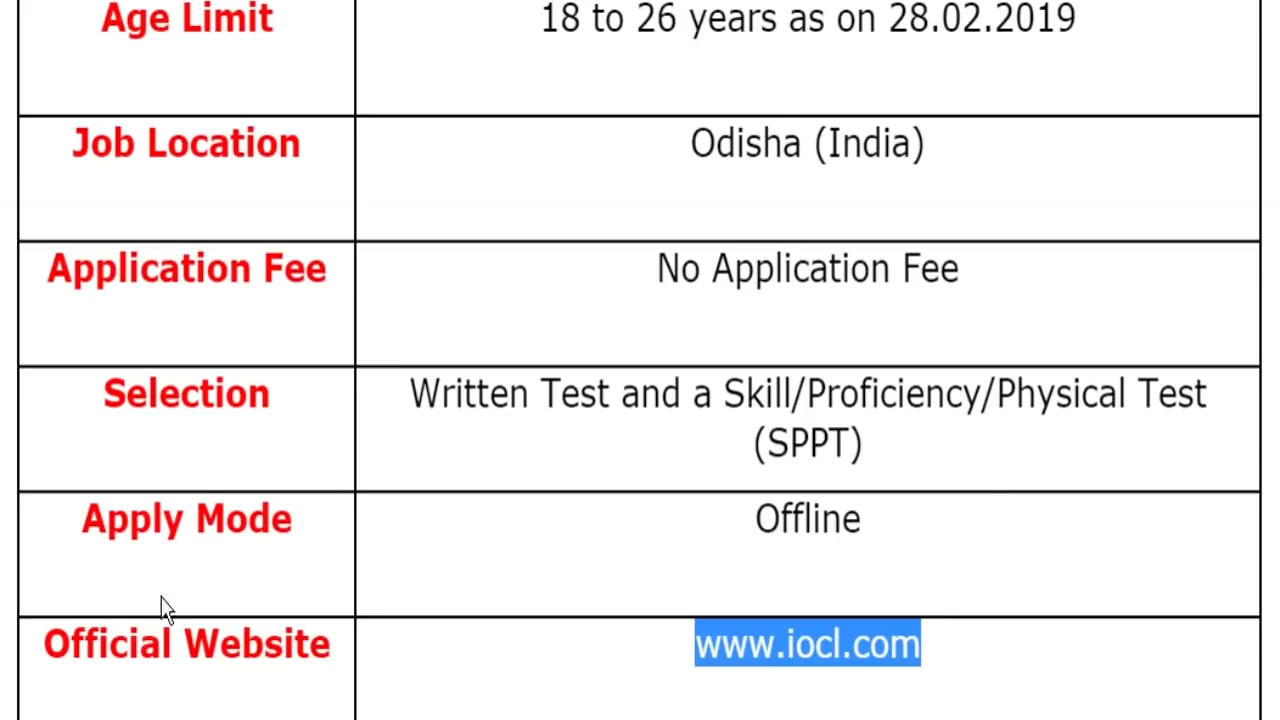 Age Limit 18 to 26 years as on 28.02.2019
Job Location Odisha (India)
Application Fee No Application Fee
Selection Written Test and a Skill/Proficiency/Physical Test
(SPPT)
Apply Mode Offline
Official Website www.iocl.com